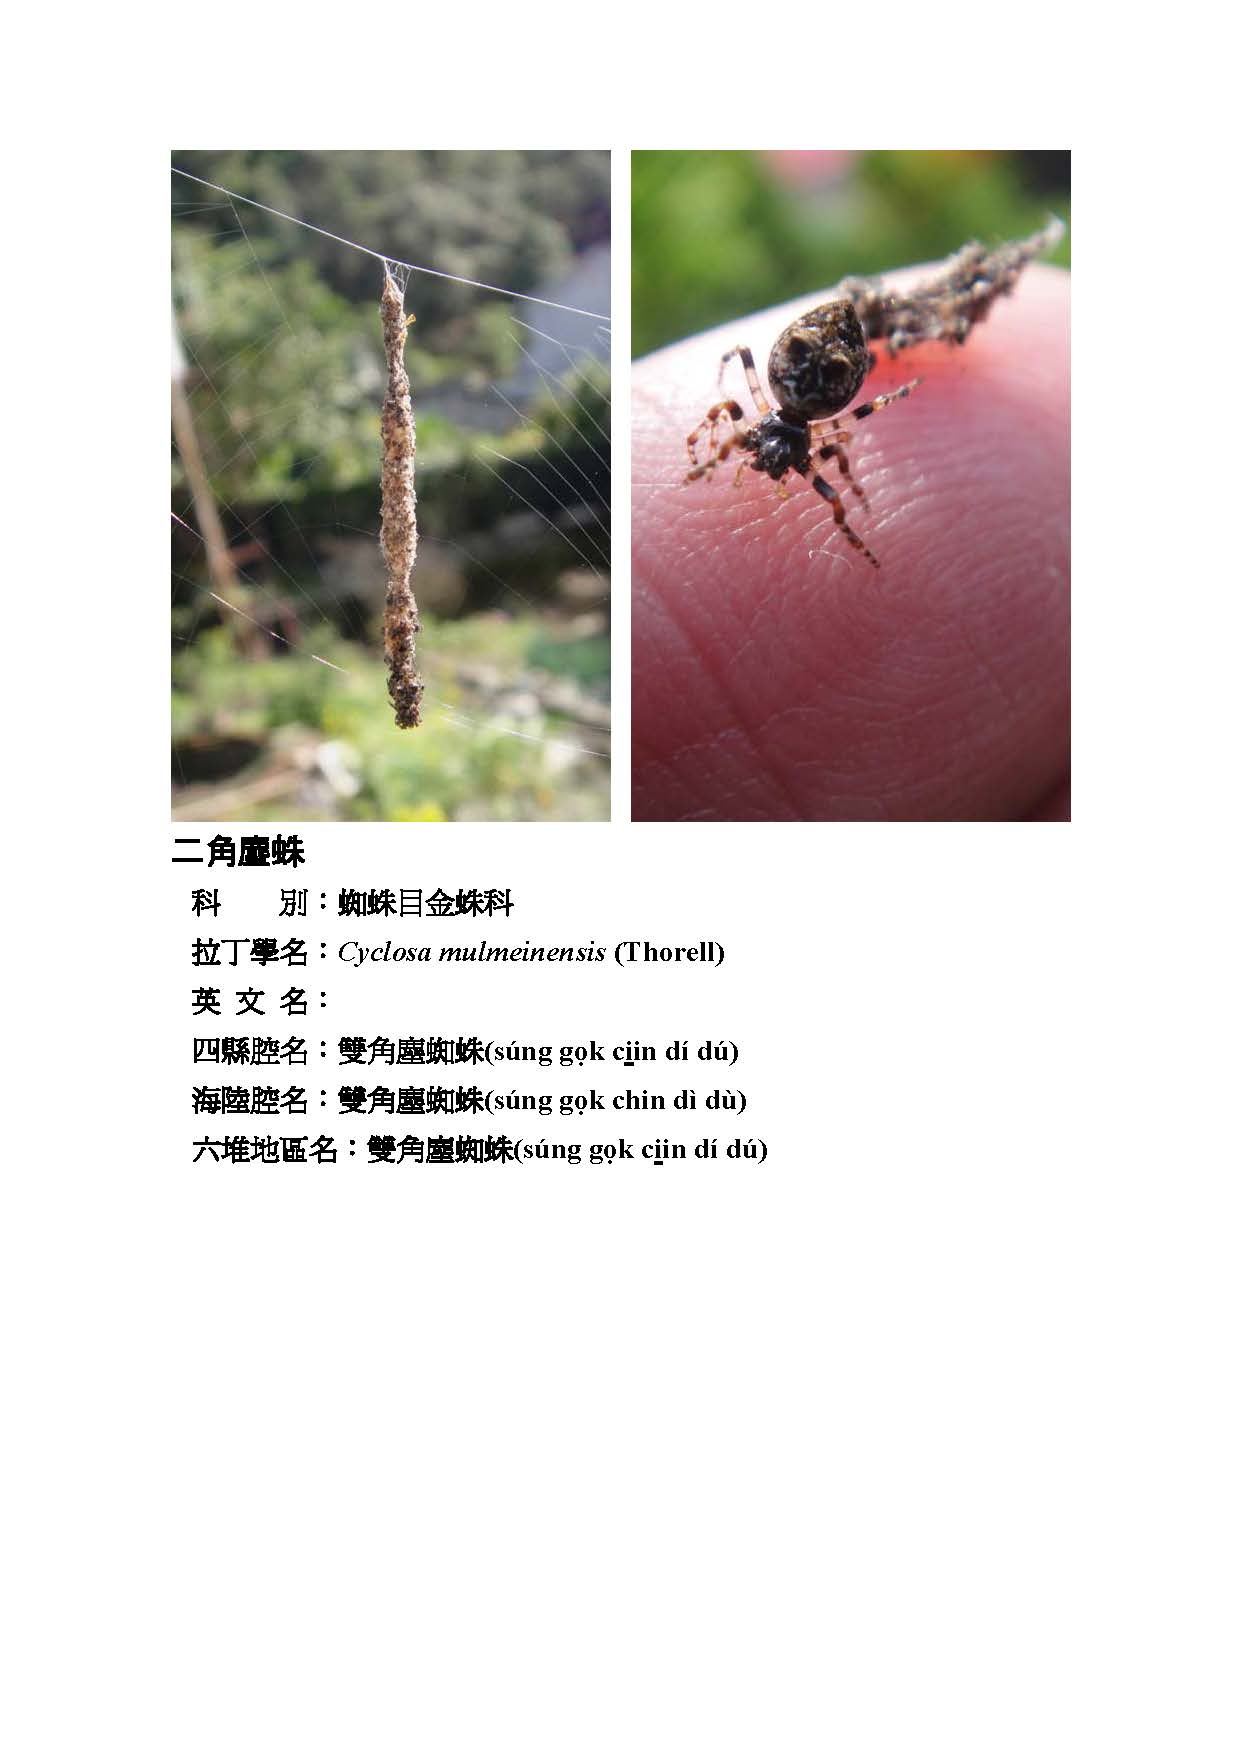 二角塵蛛
科　　別：蜘蛛目金蛛科
拉丁學名：Cyclosa mulmeinensis (Thorell)
英 文 名：
四縣腔名：雙角塵蜘蛛(súng gọk ci̲in dí dú)
海陸腔名：雙角塵蜘蛛(súng gọk chin dì dù)
六堆地區名：雙角塵蜘蛛(súng gọk ci̲in dí dú)